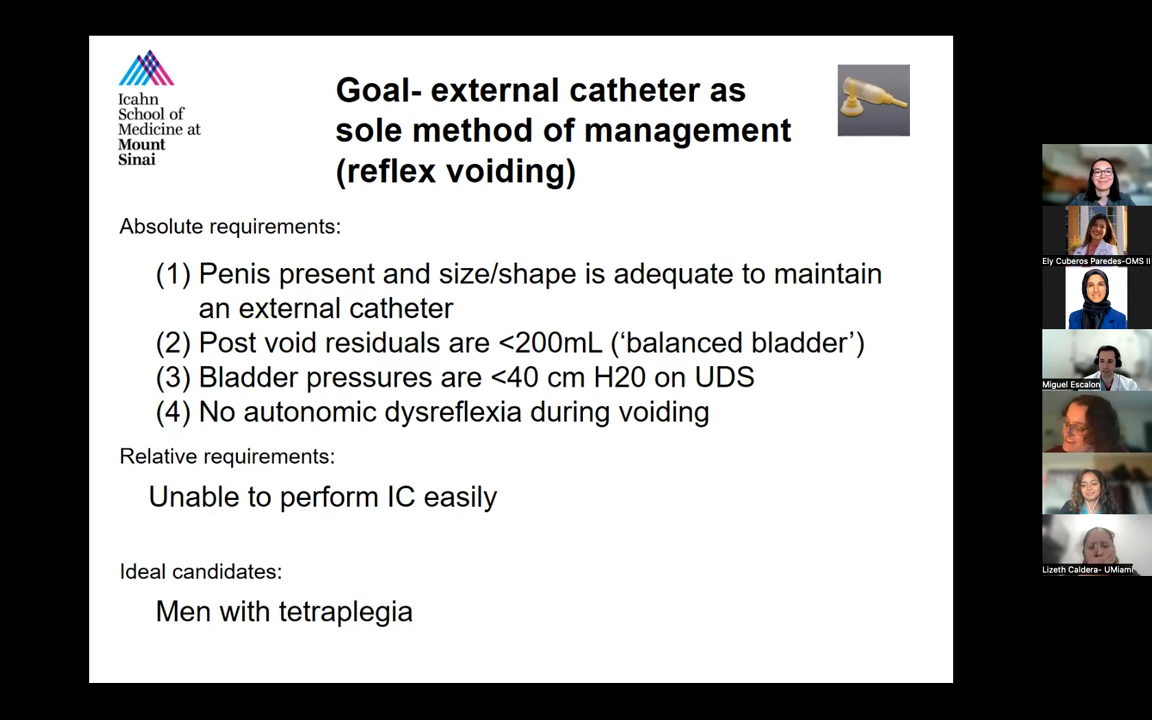 Icahn
School of
Medicine at
Mount
Sinai
Goal- external catheter as
sole method of management
(reflex voiding)
Absolute requirements:
(1) Penis present and size/shape is adequate to maintain
an external catheter
(2) Post void residuals are <200mL (‘balanced bladder’)
(3) Bladder pressures are <40 cm H20 on UDS
(4) No autonomic dysreflexia during voiding
Relative requirements:
Unable to perform IC easily
Ideal candidates:
Men with tetraplegia
Ely Cuberos Paredes-OMS II
Miguel Escalon
Lizeth Caldera- UMiami